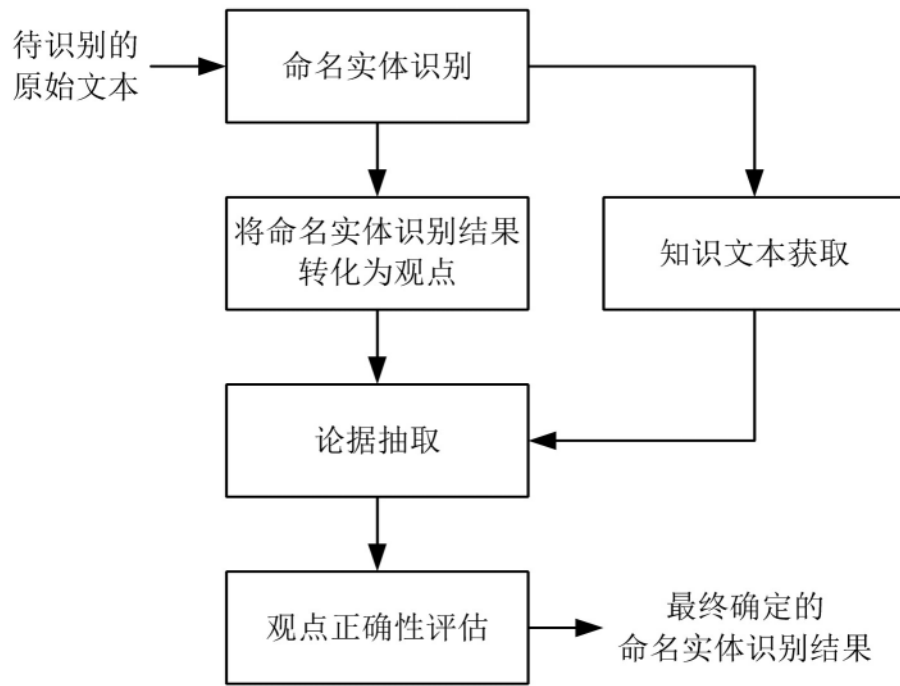 待识别的
原始文本
命名实体识别
将命名实体识别结果
转化为观点
知识文本获取
论据抽取
观点正确性评估
最终确定的
命名实体识别结果